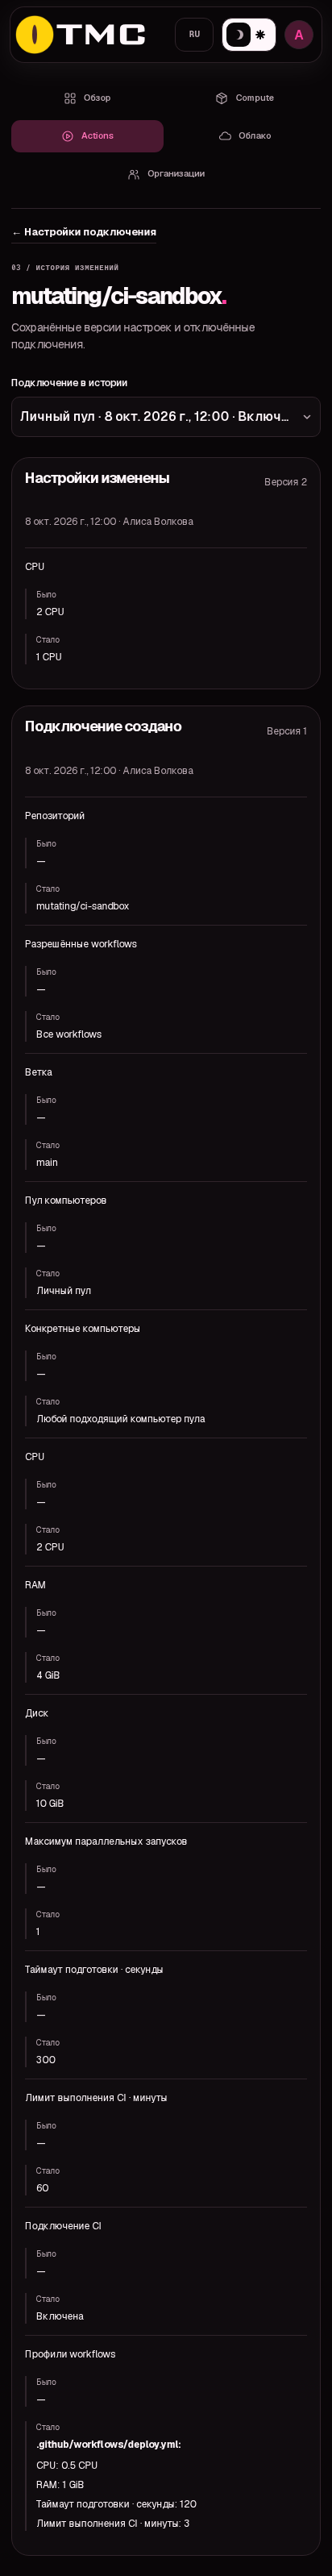 TMC
RU
A
Обзор
Compute
Actions
Облако
Организации
← Настройки подключения
03 / ИСТОРИЯ ИЗМЕНЕНИЙ
mutating/ci-sandbox.
Сохранённые версии настроек и отключённые
подключения.
Подключение в истории
Личный пул · 8 окт. 2026 г., 12:00 · Включ...
Настройки изменены
Версия 2
8 окт. 2026 г., 12:00 · Алиса Волкова
CPU
Было
2 CPU
Стало
1 CPU
Подключение создано
Версия 1
8 окт. 2026 г., 12:00 · Алиса Волкова
Репозиторий
Было
—
Стало
mutating/ci-sandbox
Разрешённые workflows
Было
—
Стало
Все workflows
Ветка
Было
—
Стало
main
Пул компьютеров
Было
—
Стало
Личный пул
Конкретные компьютеры
Было
—
Стало
Любой подходящий компьютер пула
CPU
Было
—
Стало
2 CPU
RAM
Было
—
Стало
4 GiB
Диск
Было
—
Стало
10 GiB
Максимум параллельных запусков
Было
—
Стало
1
Таймаут подготовки · секунды
Было
—
Стало
300
Лимит выполнения CI · минуты
Было
—
Стало
60
Подключение CI
Было
—
Стало
Включена
Профили workflows
Было
—
Стало
.github/workflows/deploy.yml:
CPU: 0.5 CPU
RAM: 1 GiB
Таймаут подготовки · секунды: 120
Лимит выполнения CI · минуты: 3